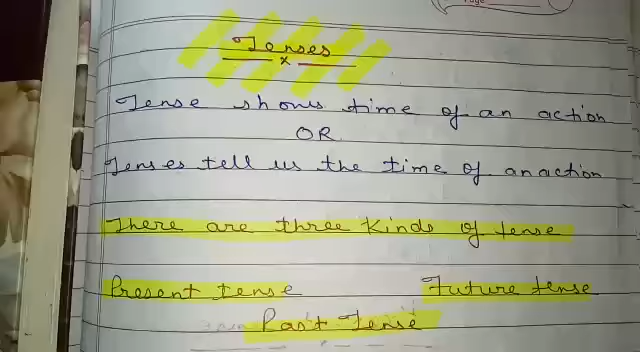 Tenses
x
Tense shows time of an action
OR
Tenses tell us the time of an action
There are three kinds of tense
Present tense Future tense
Past Tense